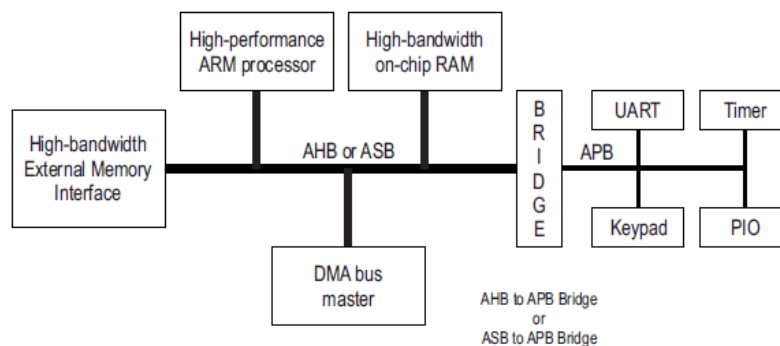 High-performance
ARM processor
High-bandwidth
on-chip RAM
High-bandwidth
External Memory
Interface
AHB or ASB
B
R
I
D
G
E
APB
UART
Timer
Keypad
PIO
DMA bus
master
AHB to APB Bridge
or
ASB to APB Bridge